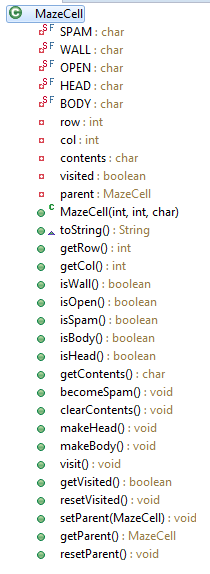 MazeCell
S F SPAM : char
S F WALL : char
S F OPEN : char
S F HEAD : char
S F BODY : char
row : int
col : int
contents : char
visited : boolean
parent : MazeCell
C MazeCell(int, int, char)
toString() : String
getRow() : int
getCol() : int
isWall() : boolean
isOpen() : boolean
isSpam() : boolean
isBody() : boolean
isHead() : boolean
getContents() : char
becomeSpam() : void
clearContents() : void
makeHead() : void
makeBody() : void
visit() : void
getVisited() : boolean
resetVisited() : void
setParent(MazeCell) : void
getParent() : MazeCell
resetParent() : void